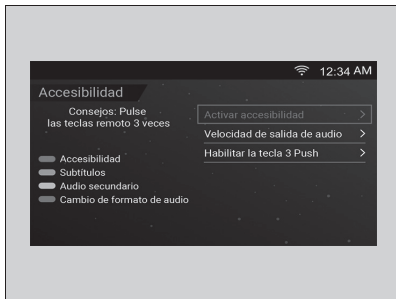 12:34 AM
Accesibilidad
Consejos: Pulse
las teclas remoto 3 veces
Accesibilidad
Subtítulos
Audio secundario
Cambio de formato de audio
Activar accesibilidad >
Velocidad de salida de audio >
Habilitar la tecla 3 Push >